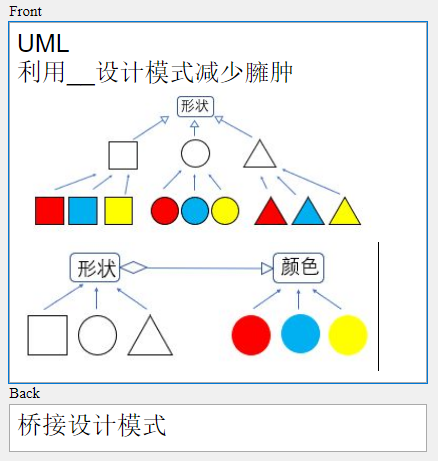 Front
UML
利用__设计模式减少臃肿
形状
形状
颜色
Back
桥接设计模式